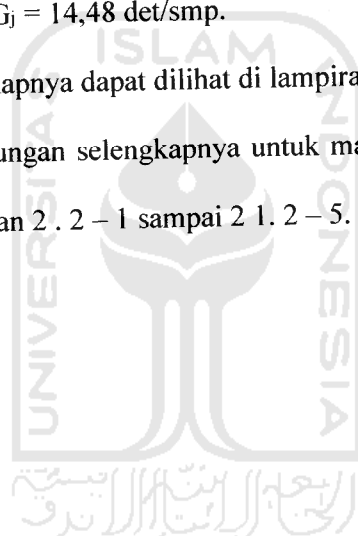 Gj = 14,48 det/smp.
apnya dapat dilihat di lampira
ungan selengkapnya untuk ma
an 2 . 2 – 1 sampai 2 1. 2 – 5.
ISLAM
UNIVERSITAS
INDONESIA